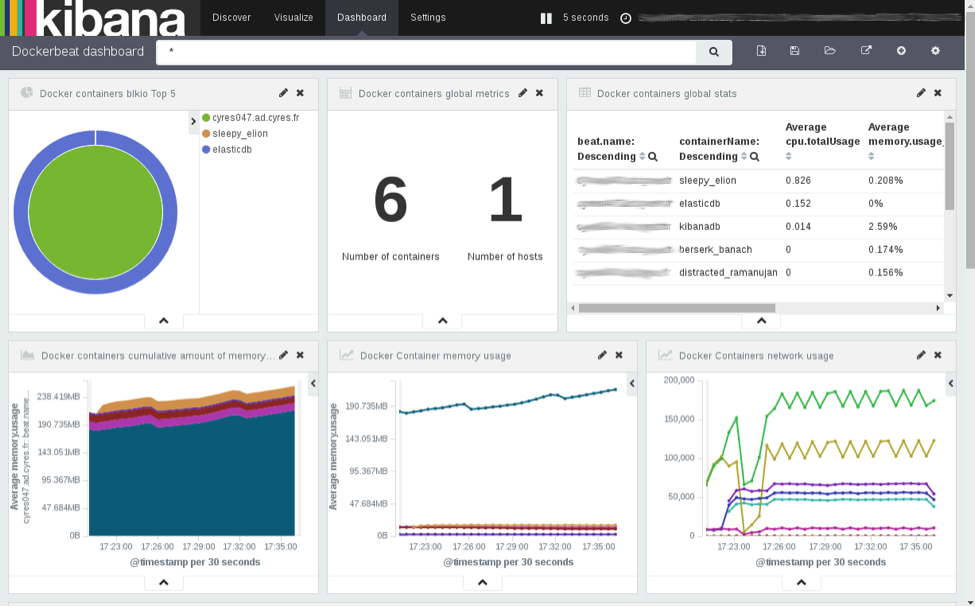 kibana
Discover Visualize Dashboard Settings 5 seconds
Dockerbeat dashboard *
Docker containers blkio Top 5
cyres047.ad.cyres.fr
sleepy_elion
elasticdb
Docker containers global metrics
6 1
Number of containers Number of hosts
Docker containers global stats
beat.name: Descending containerName: Descending Average cpu.totalUsage Average memory.usage_
sleepy_elion 0.826 0.208%
elasticdb 0.152 0%
kibanadb 0.014 2.59%
berserk_banach 0 0.174%
distracted_ramanujan 0 0.156%
Docker containers cumulative amount of memory...
Average memory.usage
cyres047.ad.cyres.fr: beat.name...
238.419MB
190.735MB
143.051MB
95.367MB
47.684MB
0B
17:23:00 17:26:00 17:29:00 17:32:00 17:35:00
@timestamp per 30 seconds
Docker Container memory usage
Average memory.usage
190.735MB
143.051MB
95.367MB
47.684MB
0B
17:23:00 17:26:00 17:29:00 17:32:00 17:35:00
@timestamp per 30 seconds
Docker Containers network usage
200,000
150,000
100,000
50,000
0
17:23:00 17:26:00 17:29:00 17:32:00 17:35:00
@timestamp per 30 seconds